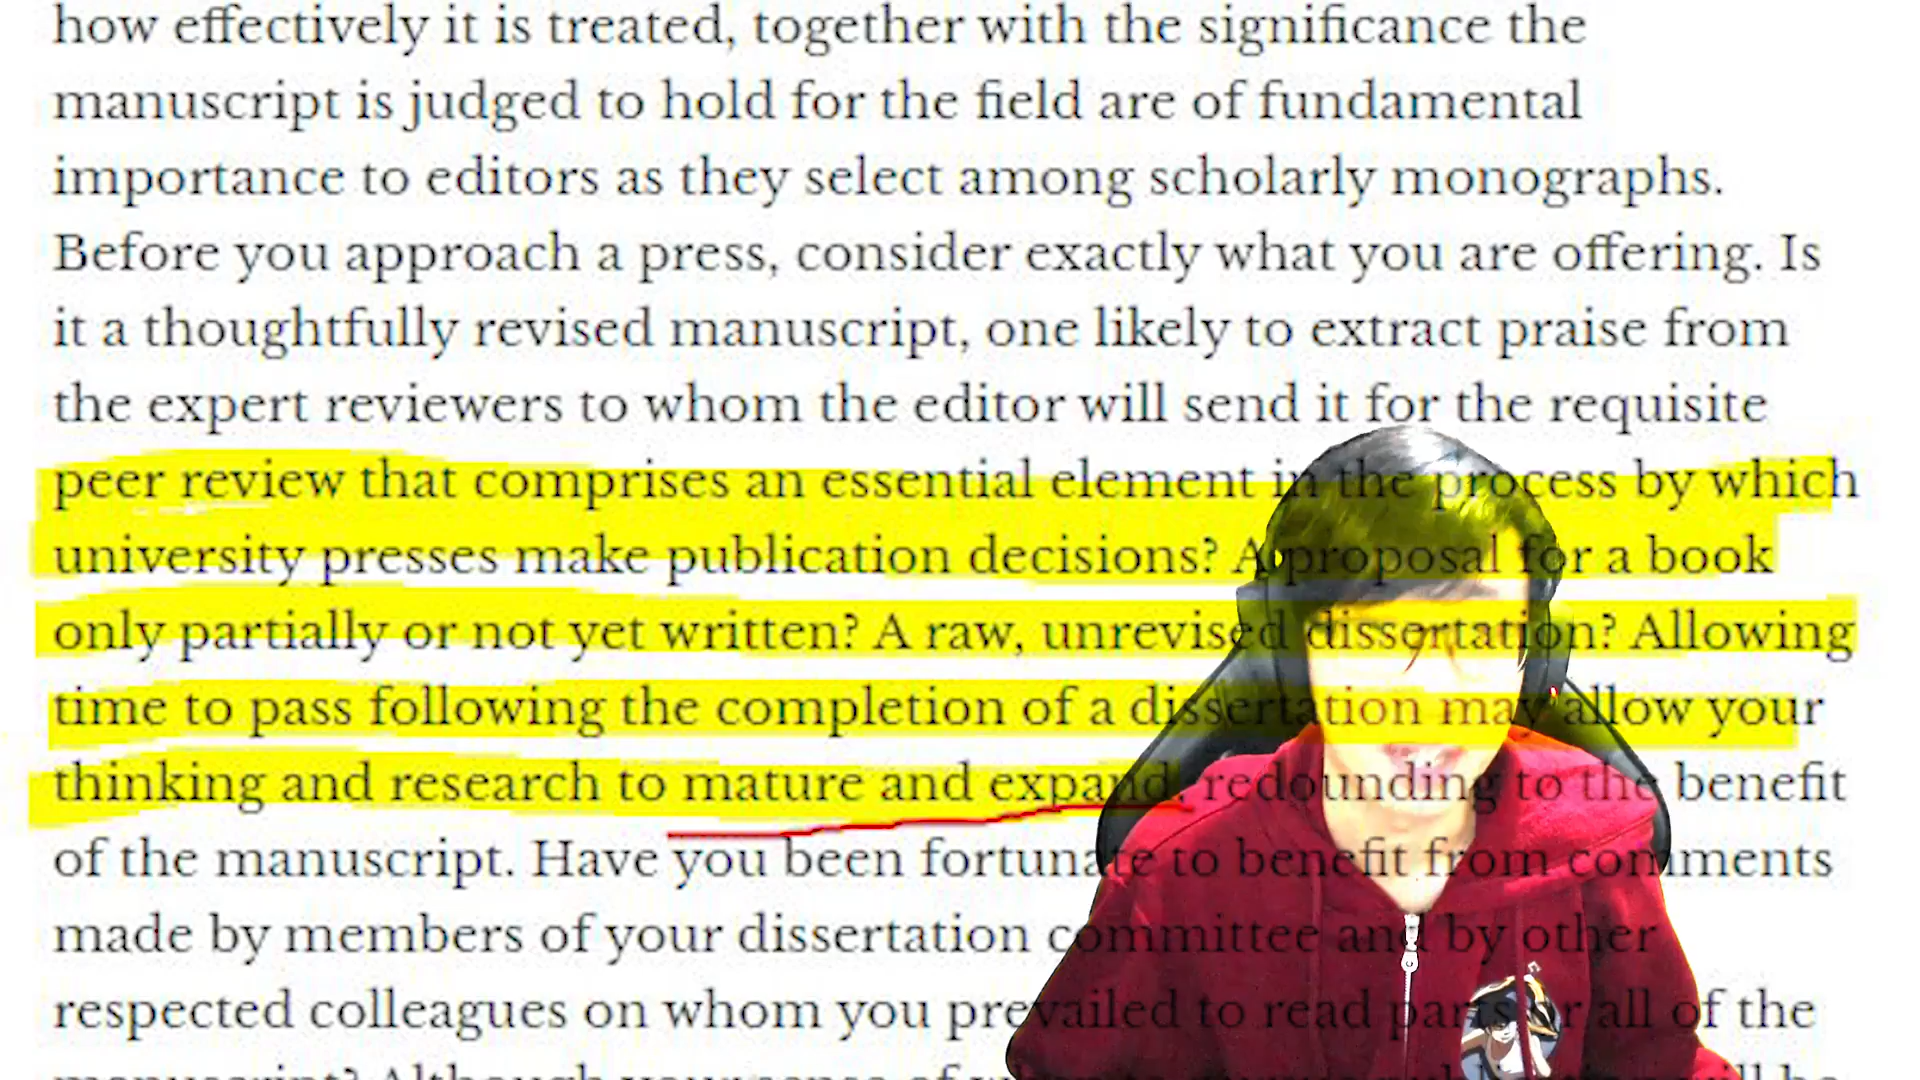 how effectively it is treated, together with the significance the
manuscript is judged to hold for the field are of fundamental
importance to editors as they select among scholarly monographs.
Before you approach a press, consider exactly what you are offering. Is
it a thoughtfully revised manuscript, one likely to extract praise from
the expert reviewers to whom the editor will send it for the requisite
peer review that comprises an essential element in the process by which
university presses make publication decisions? A proposal for a book
only partially or not yet written? A raw, unrevised dissertation? Allowing
time to pass following the completion of a dissertation may allow your
thinking and research to mature and expand, redounding to the benefit
of the manuscript. Have you been fortunate to benefit from comments
made by members of your dissertation committee and by other
respected colleagues on whom you prevailed to read parts or all of the
manuscript? Although your sense of